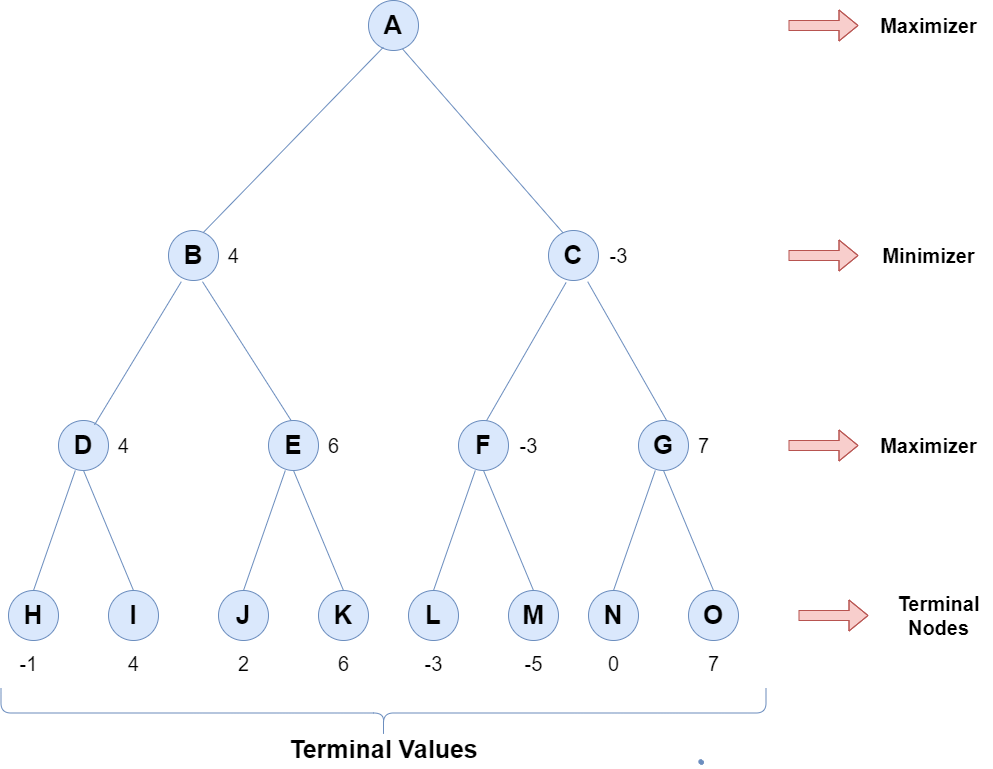 A
Maximizer
B 4
C -3
Minimizer
D 4
E 6
F -3
G 7
Maximizer
H
I
J
K
L
M
N
O
Terminal
Nodes
-1
4
2
6
-3
-5
0
7
Terminal Values